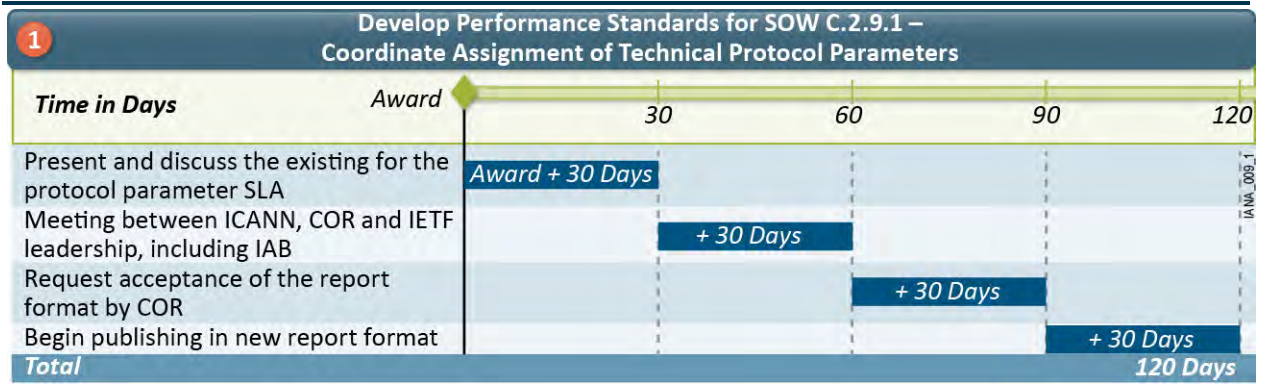 1
Develop Performance Standards for SOW C.2.9.1 –
Coordinate Assignment of Technical Protocol Parameters
Time in Days
Award
30
60
90
120
Present and discuss the existing for the
protocol parameter SLA
Award + 30 Days
Meeting between ICANN, COR and IETF
leadership, including IAB
+ 30 Days
Request acceptance of the report
format by COR
+ 30 Days
Begin publishing in new report format
+ 30 Days
Total
120 Days
IANA_009_1